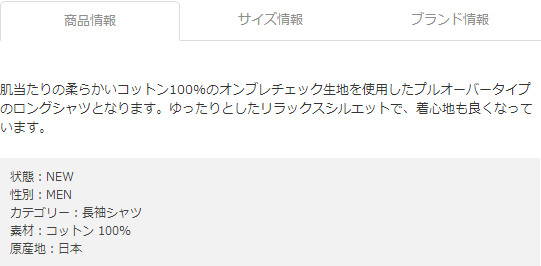 商品情報
サイズ情報
ブランド情報
肌当たりの柔らかいコットン100%のオンブレチェック生地を使用したプルオーバータイプ
のロングシャツとなります。ゆったりとしたリラックスシルエットで、着心地も良くなって
います。
状態：NEW
性別：MEN
カテゴリー：長袖シャツ
素材：コットン 100%
原産地：日本